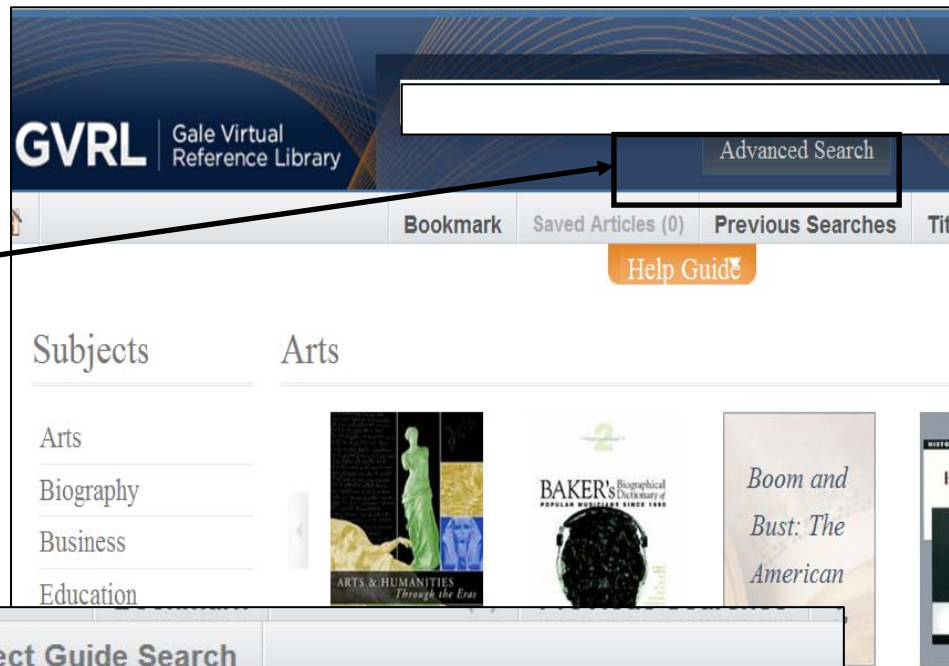 GVRL
Gale Virtual
Reference Library
Advanced Search
Bookmark Saved Articles (0) Previous Searches Tit
Help Guide
Subjects
Arts
Arts
Biography
Business
Education
ARTS & HUMANITIES
Through the Eras
2
BAKER's Biographical
Dictionary of
POPULAR MUSICIANS SINCE 1990
Boom and
Bust: The
American
ect Guide Search